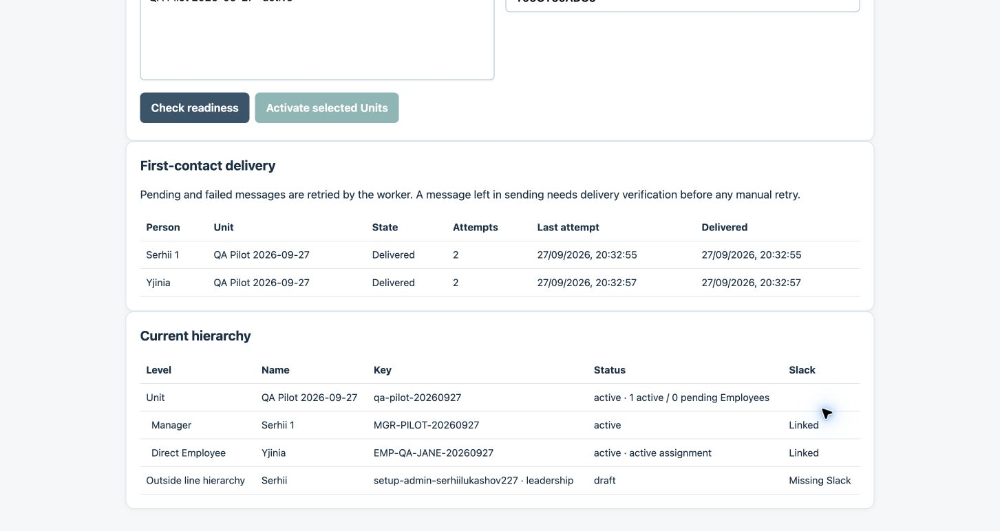 Check readiness Activate selected Units
First-contact delivery
Pending and failed messages are retried by the worker. A message left in sending needs delivery verification before any manual retry.
Person Unit State Attempts Last attempt Delivered
Serhii 1 QA Pilot 2026-09-27 Delivered 2 27/09/2026, 20:32:55 27/09/2026, 20:32:55
Yjinia QA Pilot 2026-09-27 Delivered 2 27/09/2026, 20:32:57 27/09/2026, 20:32:57
Current hierarchy
Level Name Key Status Slack
Unit QA Pilot 2026-09-27 qa-pilot-20260927 active · 1 active / 0 pending Employees
Manager Serhii 1 MGR-PILOT-20260927 active Linked
Direct Employee Yjinia EMP-QA-JANE-20260927 active · active assignment Linked
Outside line hierarchy Serhii setup-admin-serhiilukashov227 · leadership draft Missing Slack